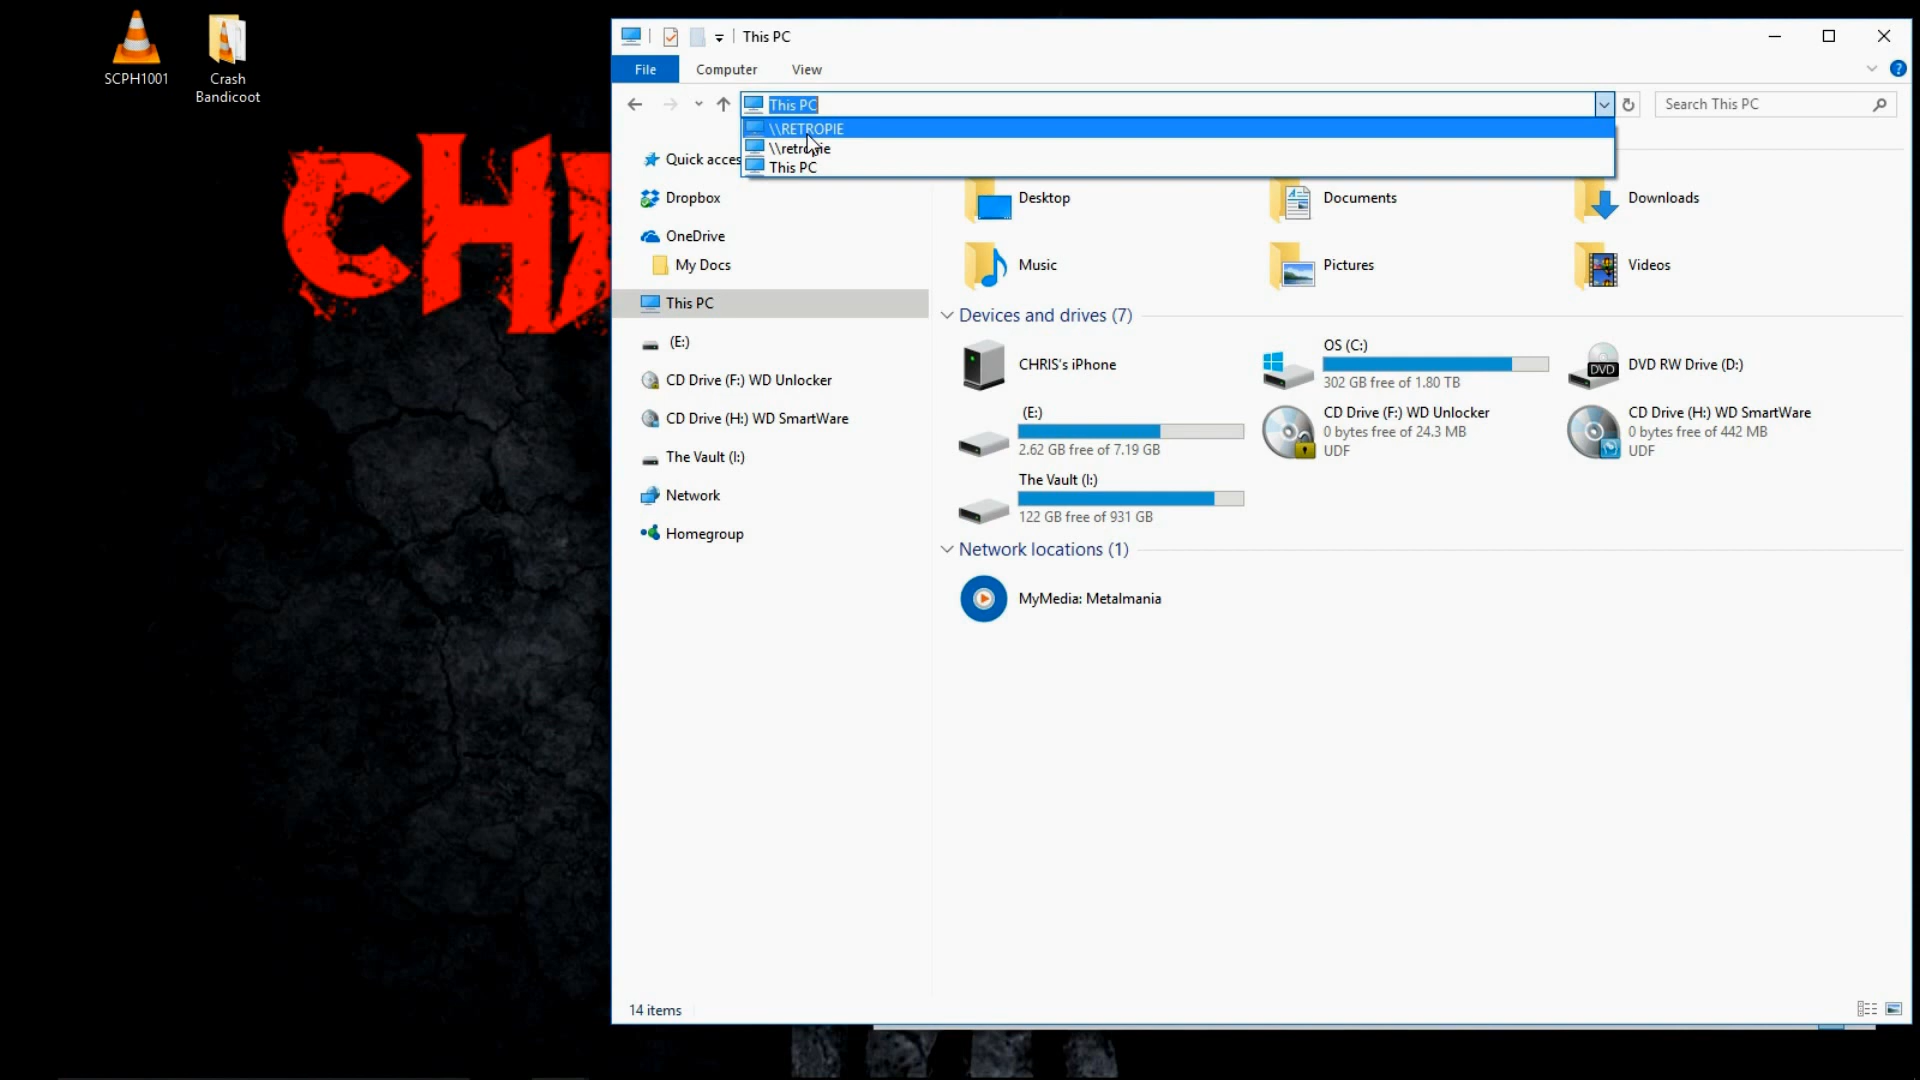 SCPH1001
Crash
Bandicoot
This PC
File
Computer
View
This PC
Search This PC
\\RETROPIE
\\retropie
This PC
Quick acces
Dropbox
OneDrive
My Docs
This PC
(E:)
CD Drive (F:) WD Unlocker
CD Drive (H:) WD SmartWare
The Vault (I:)
Network
Homegroup
Desktop
Documents
Downloads
Music
Pictures
Videos
Devices and drives (7)
CHRIS's iPhone
OS (C:)
302 GB free of 1.80 TB
DVD RW Drive (D:)
DVD
(E:)
2.62 GB free of 7.19 GB
CD Drive (F:) WD Unlocker
0 bytes free of 24.3 MB
UDF
CD Drive (H:) WD SmartWare
0 bytes free of 442 MB
UDF
The Vault (I:)
122 GB free of 931 GB
Network locations (1)
MyMedia: Metalmania
14 items